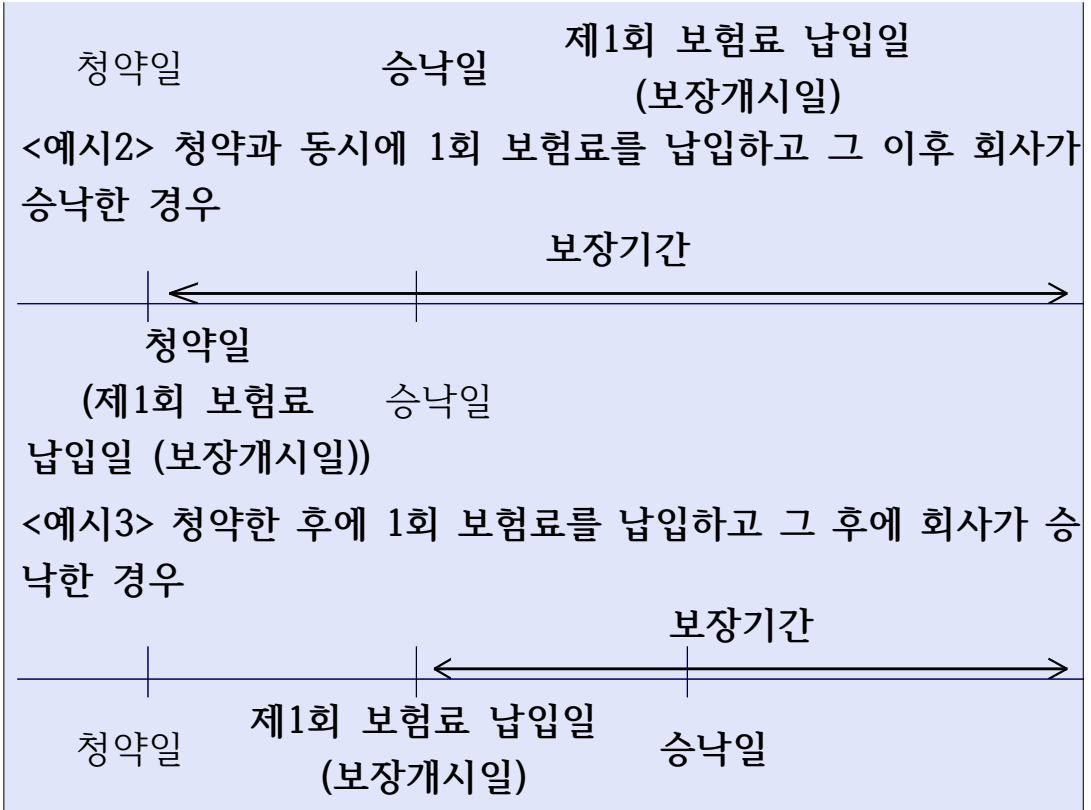 청약일 승낙일 제1회 보험료 납입일
(보장개시일)
<예시2> 청약과 동시에 1회 보험료를 납입하고 그 이후 회사가
승낙한 경우
보장기간
청약일
(제1회 보험료 승낙일
납입일 (보장개시일))
<예시3> 청약한 후에 1회 보험료를 납입하고 그 후에 회사가 승
낙한 경우
보장기간
청약일 제1회 보험료 납입일 승낙일
(보장개시일)